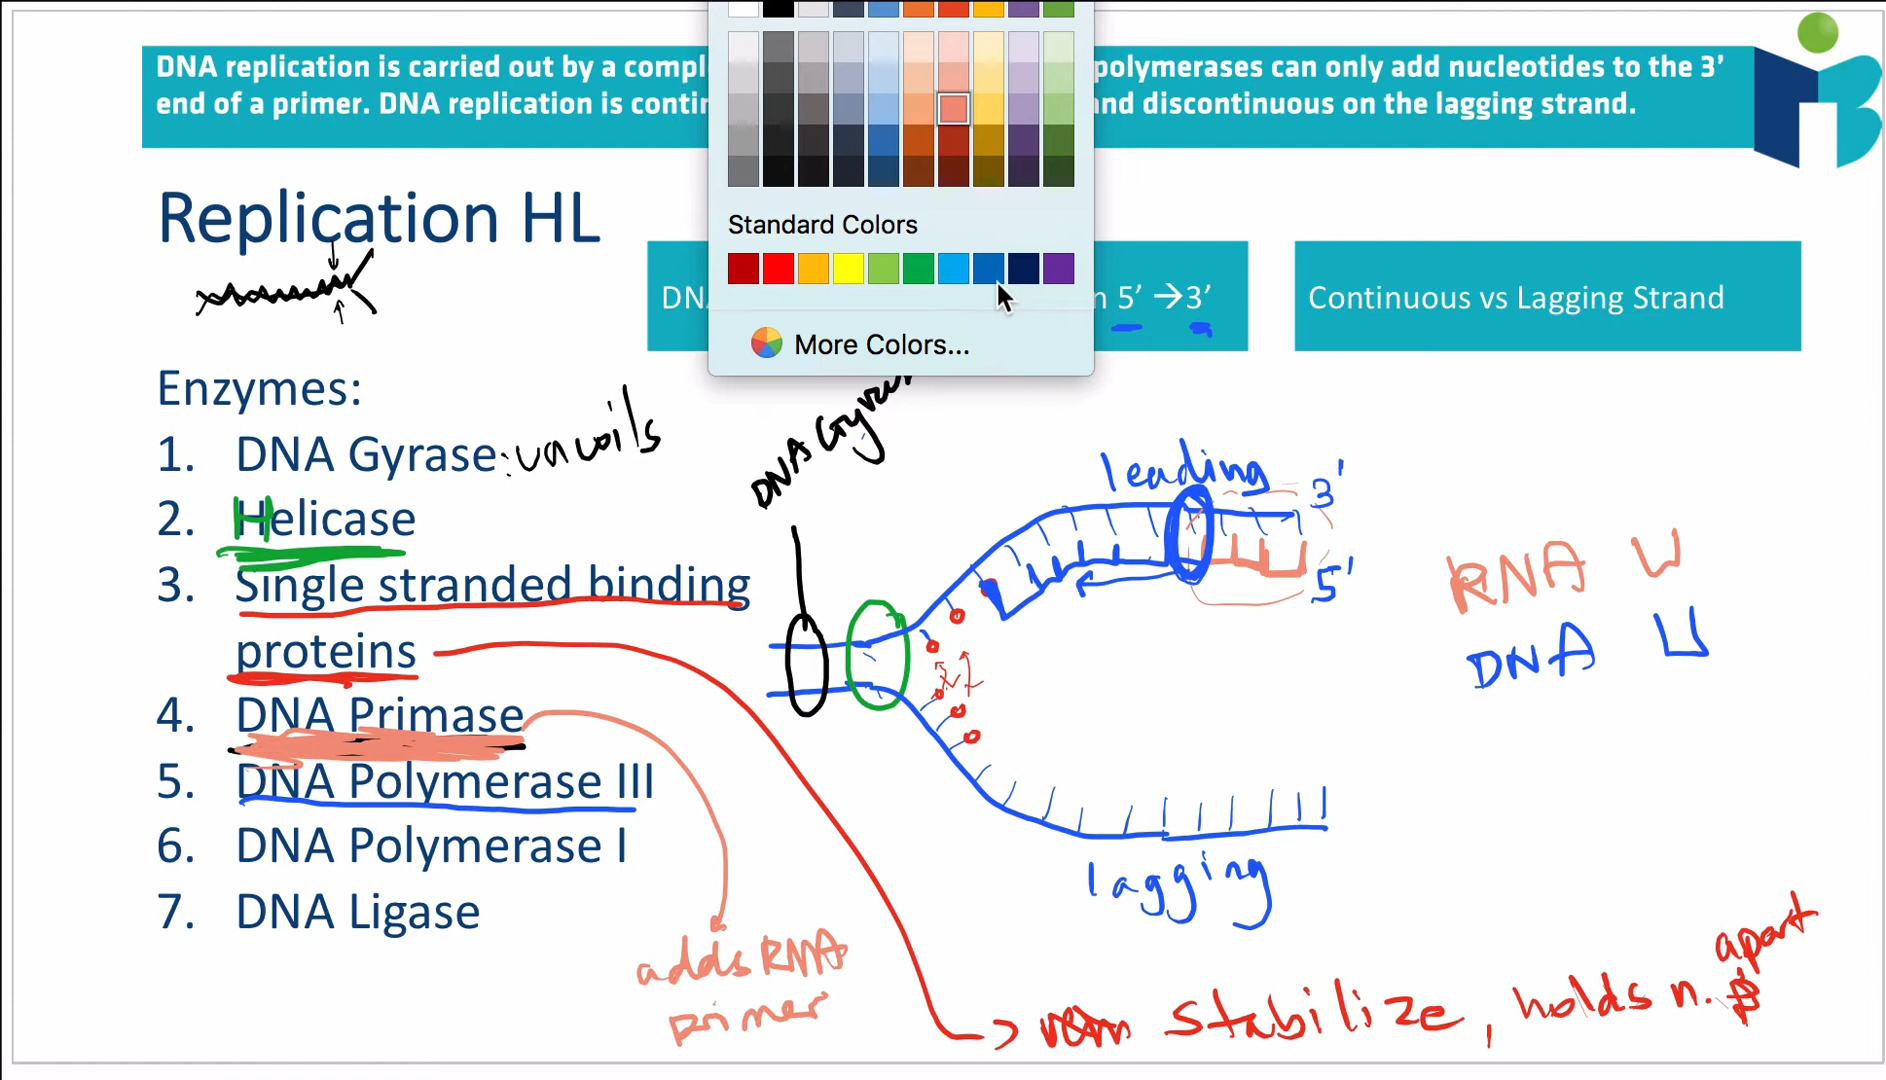 DNA replication is carried out by a compl
polymerases can only add nucleotides to the 3’
end of a primer. DNA replication is conti
and discontinuous on the lagging strand.
Replication HL
Standard Colors
More Colors...
DNA
5’ → 3’
Continuous vs Lagging Strand
Enzymes:
1. DNA Gyrase : uncoils
2. Helicase
3. Single stranded binding
proteins
4. DNA Primase
5. DNA Polymerase III
6. DNA Polymerase I
7. DNA Ligase
DNA Gyrase
leading
3'
5'
RNA
DNA
lagging
adds RNA
primer
stabilize, holds n.
apart